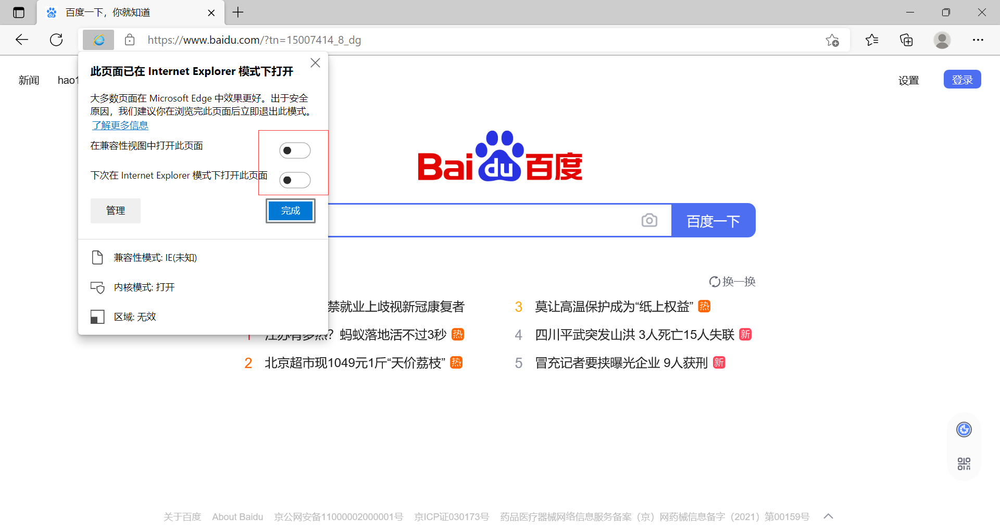 百度一下，你就知道
https://www.baidu.com/?tn=15007414_8_dg
此页面已在 Internet Explorer 模式下打开
大多数页面在 Microsoft Edge 中效果更好。出于安全
原因，我们建议你在浏览完此页面后立即退出此模式。
了解更多信息
在兼容性视图中打开此页面
下次在 Internet Explorer 模式下打开此页面
管理
完成
兼容性模式: IE(未知)
内核模式: 打开
区域: 无效
新闻
hao1
设置
登录
Bai du 百度
百度一下
换一换
禁就业上歧视新冠康复者
1 江苏有多热？蚂蚁落地活不过3秒 热
2 北京超市现1049元1斤“天价荔枝” 热
3 莫让高温保护成为“纸上权益” 热
4 四川平武突发山洪 3人死亡15人失联 新
5 冒充记者要挟曝光企业 9人获刑 新
关于百度 About Baidu 京公网安备11000002000001号 京ICP证030173号 药品医疗器械网络信息服务备案（京）网药械信息备字（2021）第00159号